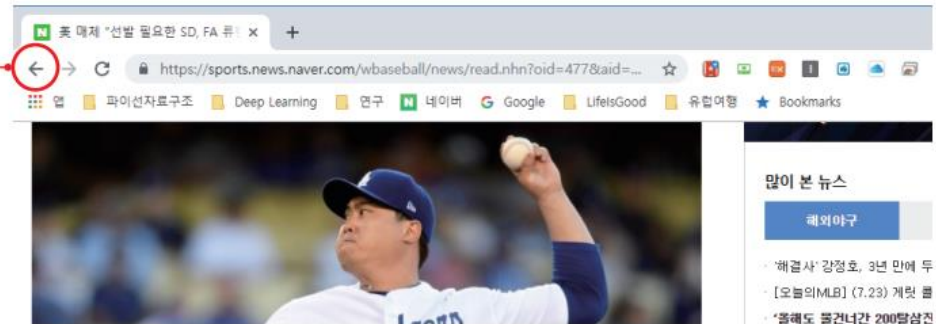 美 매체 "선발 필요한 SD, FA 류
https://sports.news.naver.com/wbaseball/news/read.nhn?oid=477&aid=...
앱 파이선자료구조 Deep Learning 연구 네이버 Google LifeIsGood 유럽여행 Bookmarks
많이 본 뉴스
해외야구
· '해결사' 강정호, 3년 만에 두
· [오늘의MLB] (7.23) 게릿 콜
· '올해도 물건너간 200탈삼진